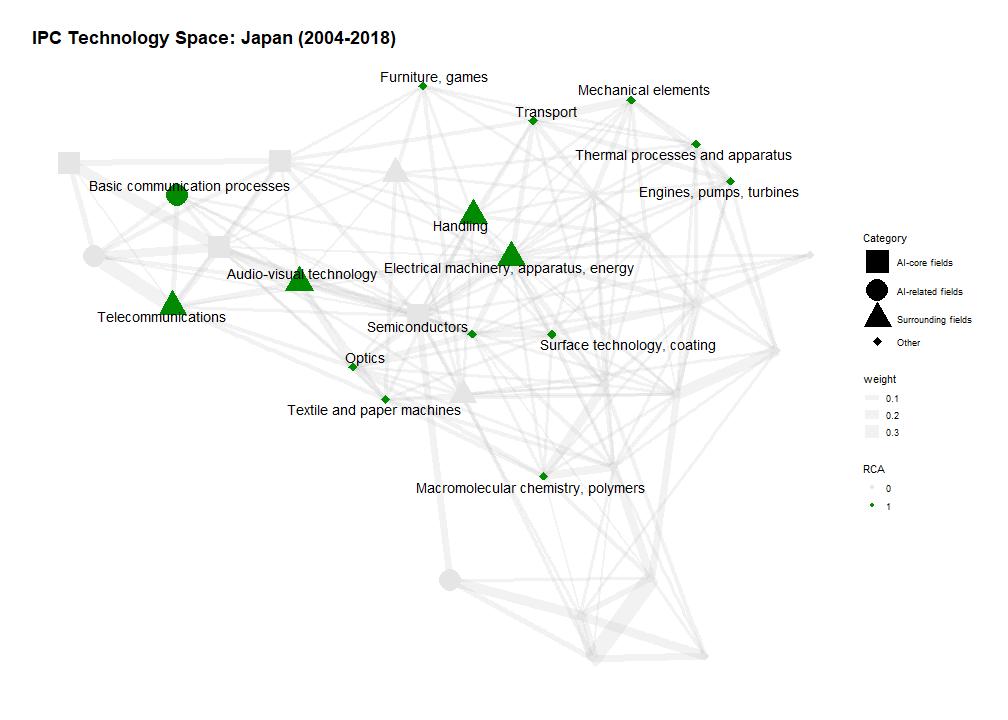 IPC Technology Space: Japan (2004-2018)
Furniture, games
Mechanical elements
Transport
Thermal processes and apparatus
Basic communication processes
Engines, pumps, turbines
Handling
Audio-visual technology
Electrical machinery, apparatus, energy
Telecommunications
Semiconductors
Surface technology, coating
Optics
Textile and paper machines
Macromolecular chemistry, polymers
Category
AI-core fields
AI-related fields
Surrounding fields
Other
weight
0.1
0.2
0.3
RCA
0
1